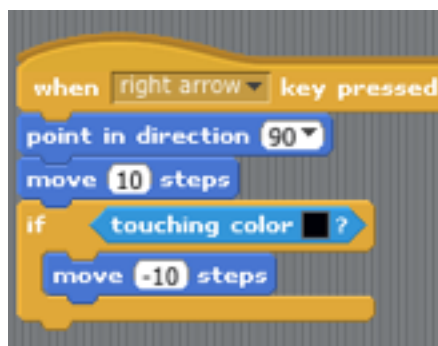 when right arrow key pressed
point in direction 90
move 10 steps
if touching color ?
move -10 steps